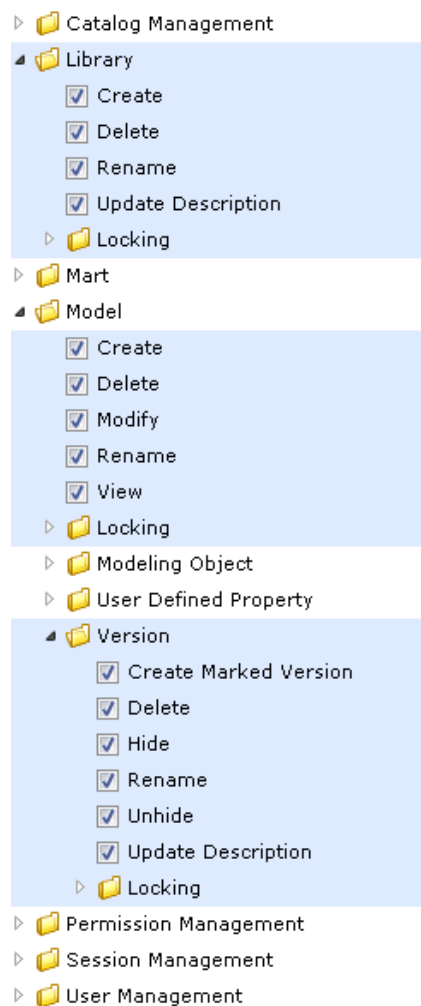 Catalog Management
Library
Create
Delete
Rename
Update Description
Locking
Mart
Model
Create
Delete
Modify
Rename
View
Locking
Modeling Object
User Defined Property
Version
Create Marked Version
Delete
Hide
Rename
Unhide
Update Description
Locking
Permission Management
Session Management
User Management